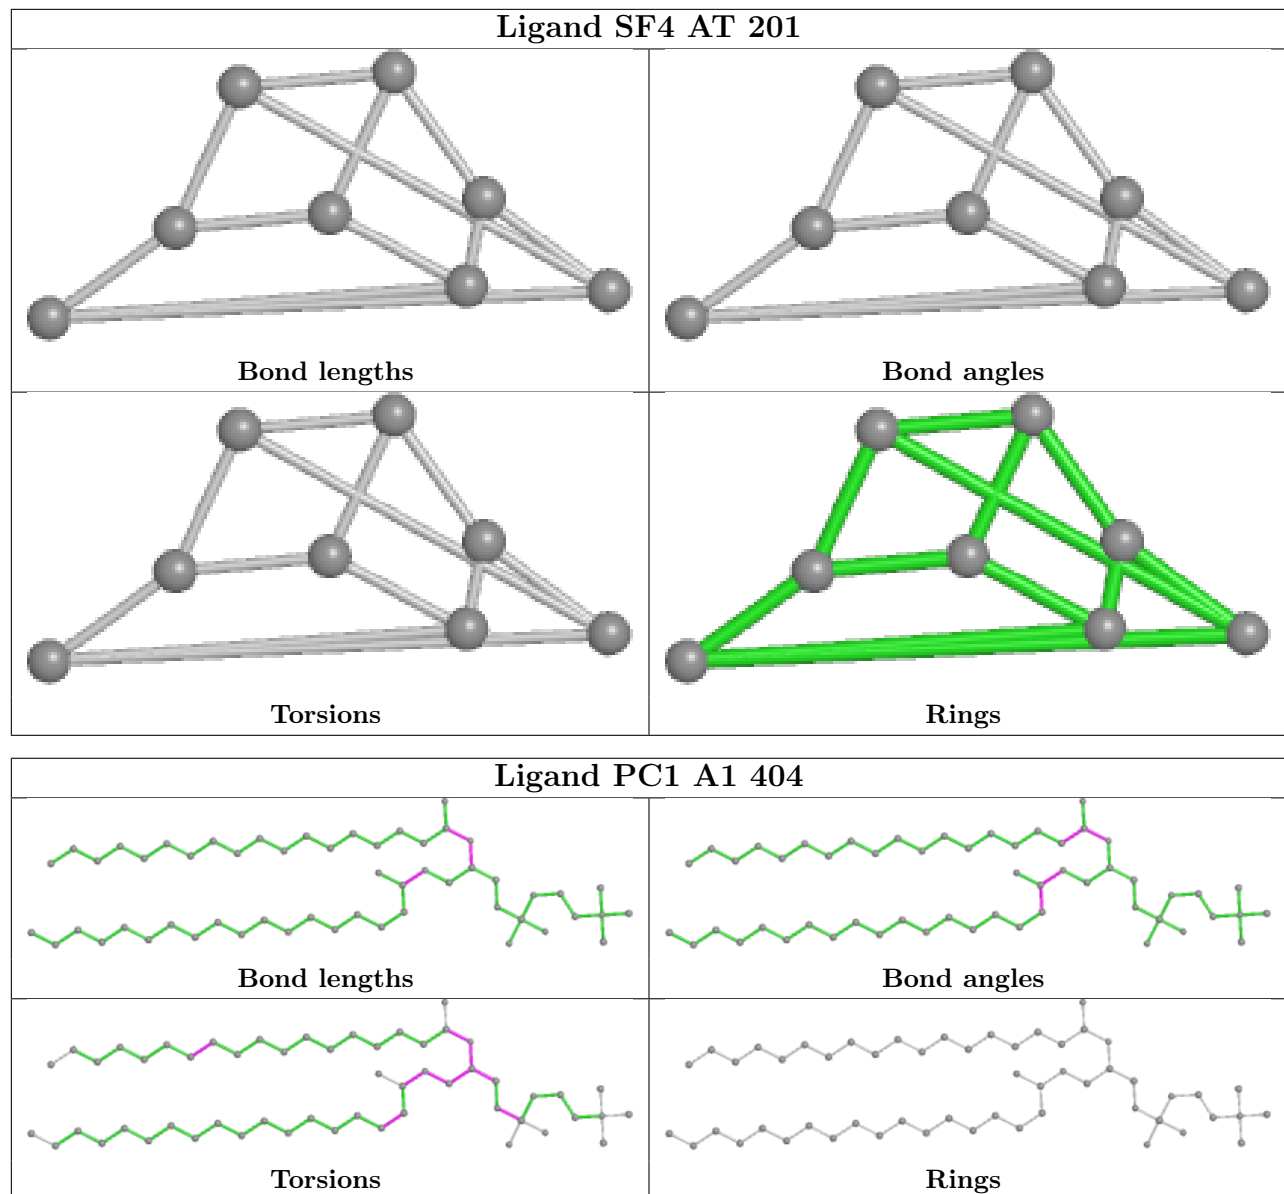 Ligand SF4 AT 201
Bond lengths
Bond angles
Torsions
Rings
Ligand PC1 A1 404
Bond lengths
Bond angles
Torsions
Rings